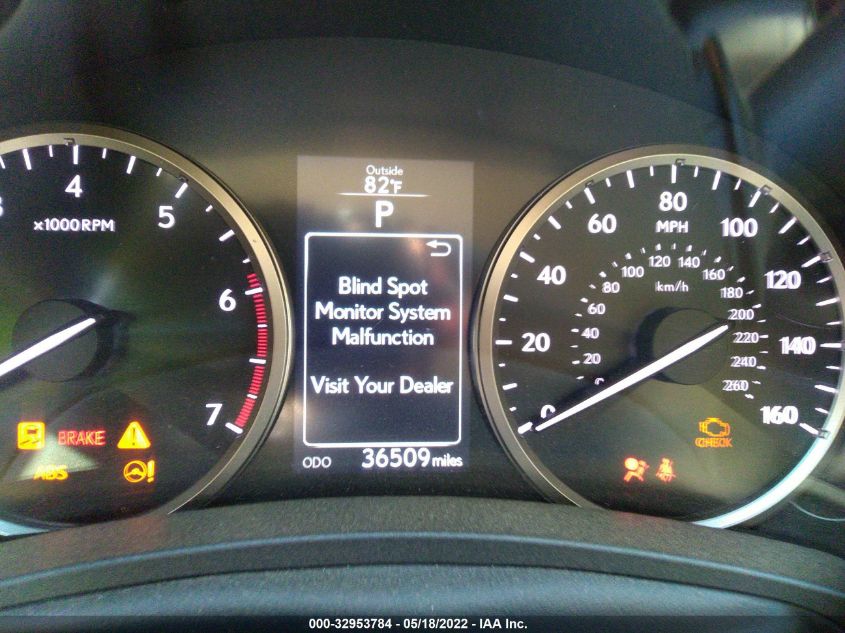 Outside
82°F
P
Blind Spot
Monitor System
Malfunction
Visit Your Dealer
ODO 36509 miles
4
5
6
7
x1000RPM
BRAKE
ABS
0
20
40
60
80
100
120
140
160
MPH
0
20
40
60
80
100
120
140
160
180
200
220
240
260
km/h
CHECK
000-32953784 - 05/18/2022 - IAA Inc.